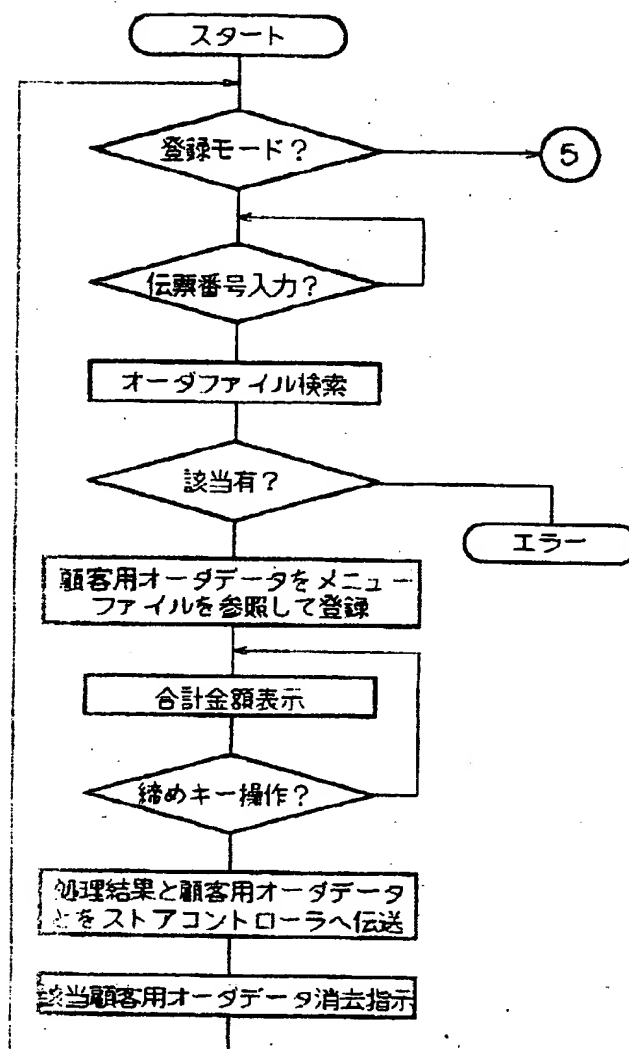 スタート
登録モード?
5
伝票番号入力?
オーダファイル検索
該当有?
エラー
顧客用オーダデータをメニュー
ファイルを参照して登録
合計金額表示
締めキー操作?
処理結果と顧客用オーダデータ
とをストアコントローラへ伝送
該当顧客用オーダデータ消去指示